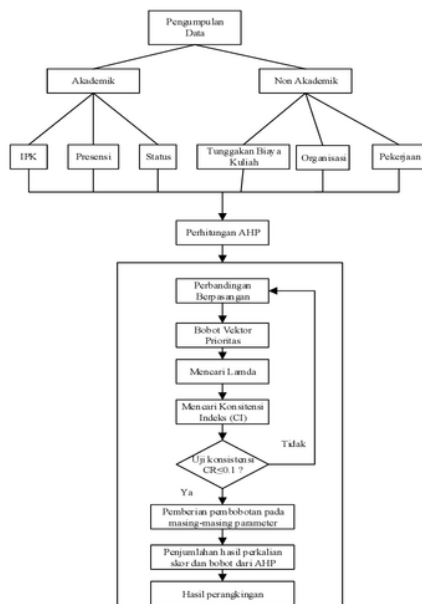 Pengumpulan
Data
Akademik
Non Akademik
IPK
Presensi
Status
Tunggakan Biaya
Kuliah
Organisasi
Pekerjaan
Perhitungan AHP
Perbandingan
Berpasangan
Bobot Vektor
Prioritas
Mencari Lamda
Mencari Konsitensi
Indeks (CI)
Uji konsistensi
CR≤0.1 ?
Tidak
Ya
Pemberian pembobotan pada
masing-masing parameter
Penjumlahan hasil perkalian
skor dan bobot dari AHP
Hasil perangkingan